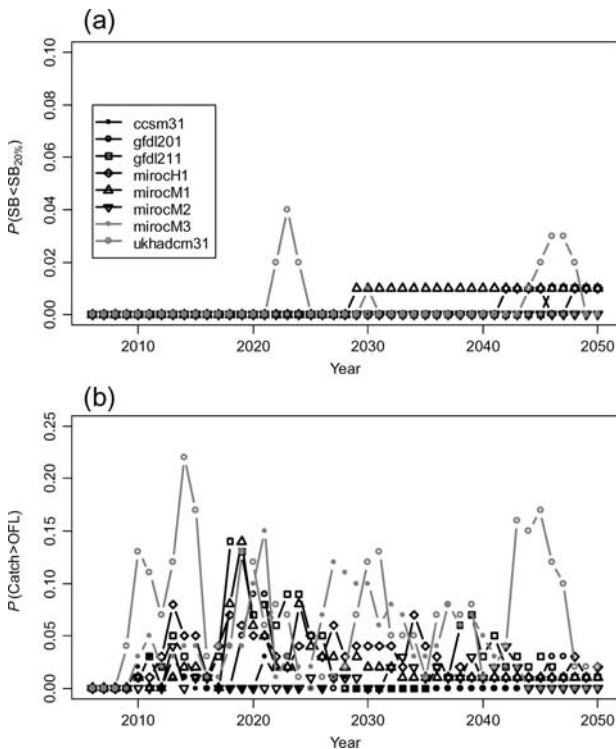 (a)
0.10
0.08
0.06
0.04
0.02
0.00
P(SB<SB20%)
ccsm31
gfdl201
gfdl211
mirocH1
mirocM1
mirocM2
mirocM3
ukhadcm31
2010 2020 2030 2040 2050
Year
(b)
0.25
0.20
0.15
0.10
0.05
0.00
P(Catch>OFL)
2010 2020 2030 2040 2050
Year